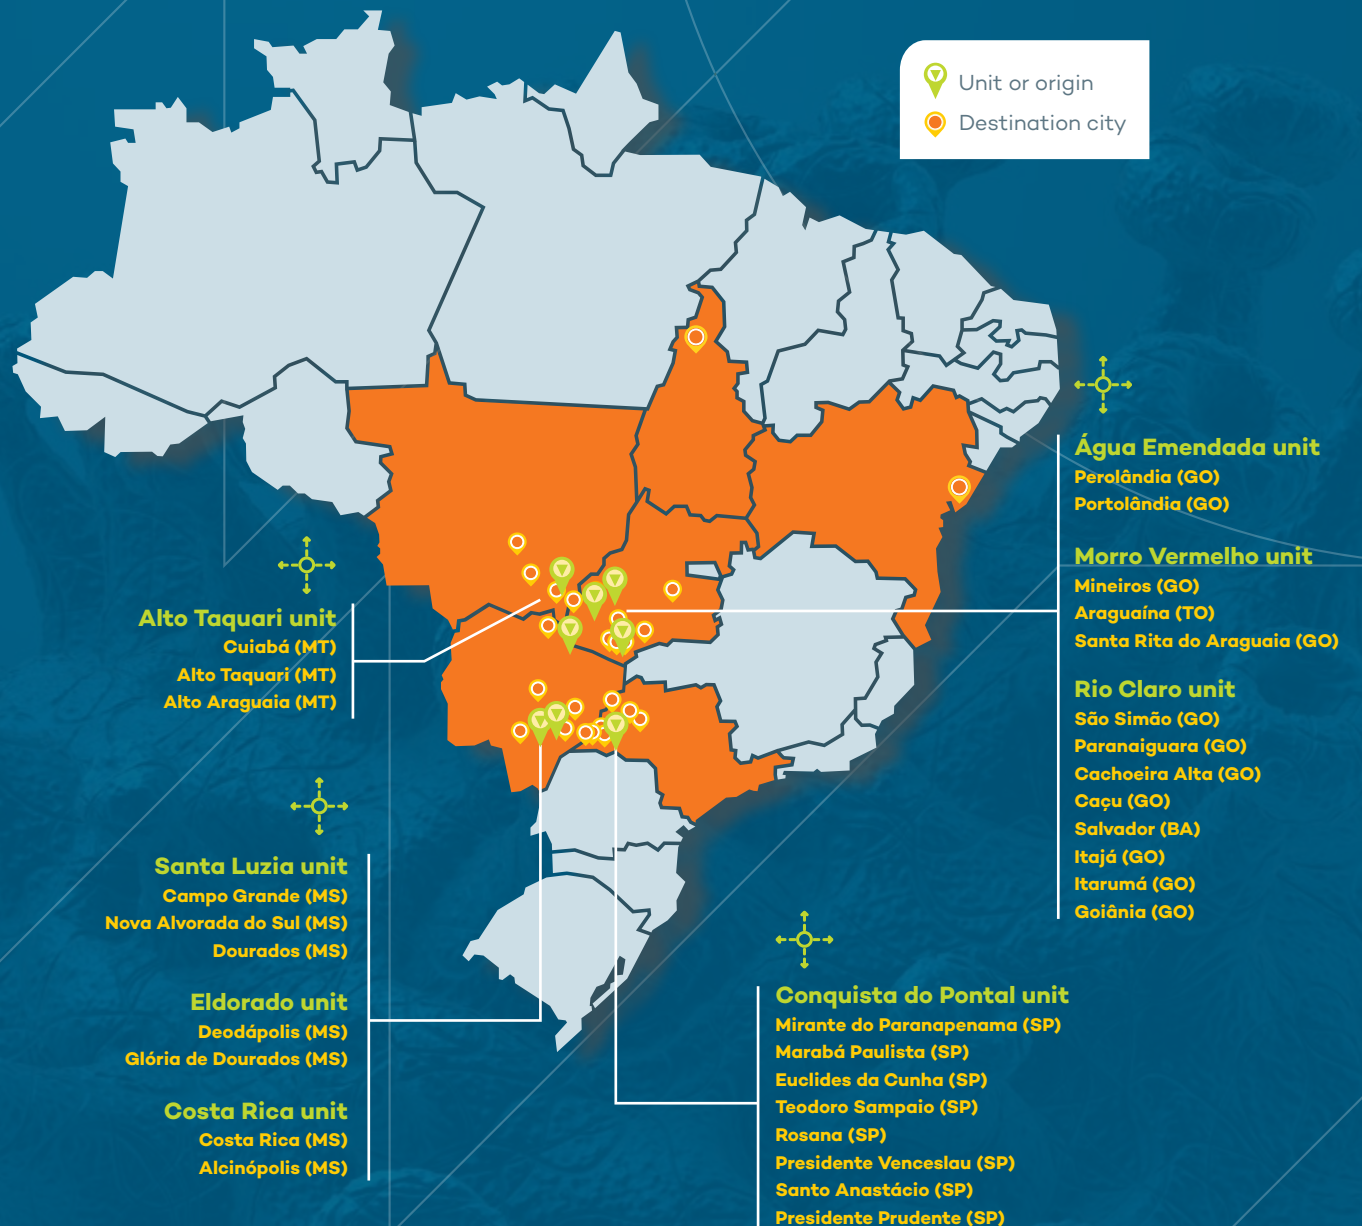 Unit or origin
Destination city
Alto Taquari unit
Cuiabá (MT)
Alto Taquari (MT)
Alto Araguaia (MT)
Santa Luzia unit
Campo Grande (MS)
Nova Alvorada do Sul (MS)
Dourados (MS)
Eldorado unit
Deodápolis (MS)
Glória de Dourados (MS)
Costa Rica unit
Costa Rica (MS)
Alcinópolis (MS)
Água Emendada unit
Perolândia (GO)
Portolândia (GO)
Morro Vermelho unit
Mineiros (GO)
Araguaína (TO)
Santa Rita do Araguaia (GO)
Rio Claro unit
São Simão (GO)
Paranaiguara (GO)
Cachoeira Alta (GO)
Caçu (GO)
Salvador (BA)
Itajá (GO)
Itarumá (GO)
Goiânia (GO)
Conquista do Pontal unit
Mirante do Paranapenama (SP)
Marabá Paulista (SP)
Euclides da Cunha (SP)
Teodoro Sampaio (SP)
Rosana (SP)
Presidente Venceslau (SP)
Santo Anastácio (SP)
Presidente Prudente (SP)